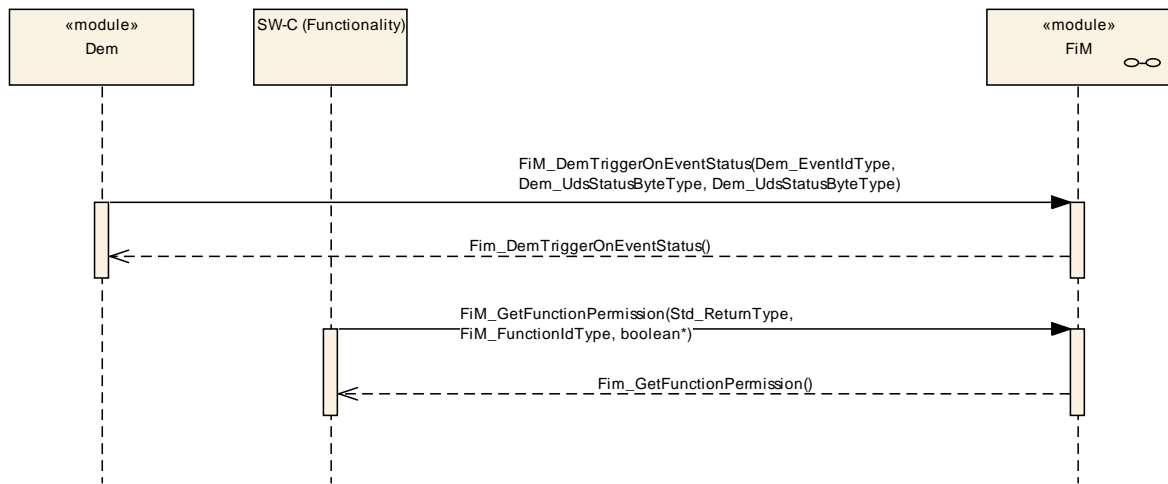 «module»
Dem
SW-C (Functionality)
«module»
FiM
FiM_DemTriggerOnEventStatus(Dem_EventIdType,
Dem_UdsStatusByteType, Dem_UdsStatusByteType)
Fim_DemTriggerOnEventStatus()
FiM_GetFunctionPermission(Std_ReturnType,
FiM_FunctionIdType, boolean*)
Fim_GetFunctionPermission()